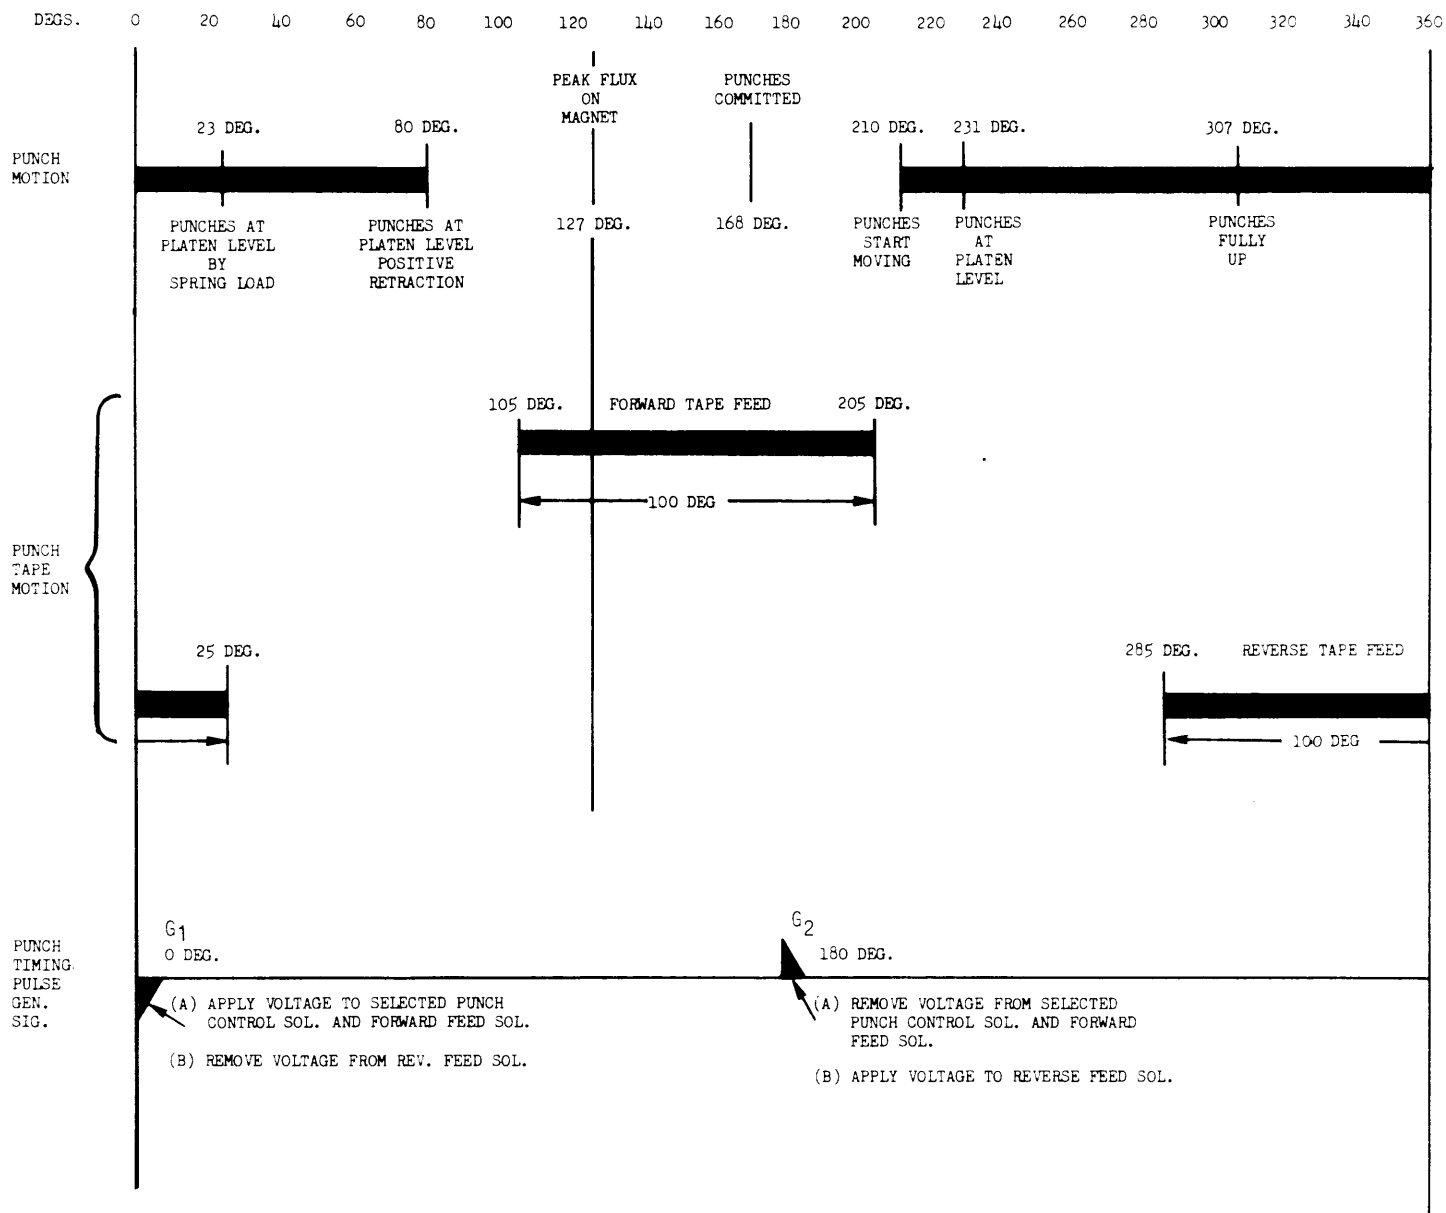 DEGS. 0 20 40 60 80 100 120 140 160 180 200 220 240 260 280 300 320 340 360
PEAK FLUX
ON
MAGNET
PUNCHES
COMMITTED
23 DEG. 80 DEG. 210 DEG. 231 DEG. 307 DEG.
PUNCH
MOTION
PUNCHES AT
PLATEN LEVEL
BY
SPRING LOAD
PUNCHES AT
PLATEN LEVEL
POSITIVE
RETRACTION
127 DEG.
168 DEG.
PUNCHES
START
MOVING
PUNCHES
AT
PLATEN
LEVEL
PUNCHES
FULLY
UP
105 DEG. FORWARD TAPE FEED 205 DEG.
100 DEG
PUNCH
TAPE
MOTION
25 DEG. 285 DEG. REVERSE TAPE FEED
100 DEG
PUNCH
TIMING
PULSE
GEN.
SIG.
G1
0 DEG.
(A) APPLY VOLTAGE TO SELECTED PUNCH
CONTROL SOL. AND FORWARD FEED SOL.
(B) REMOVE VOLTAGE FROM REV. FEED SOL.
G2
180 DEG.
(A) REMOVE VOLTAGE FROM SELECTED
PUNCH CONTROL SOL. AND FORWARD
FEED SOL.
(B) APPLY VOLTAGE TO REVERSE FEED SOL.